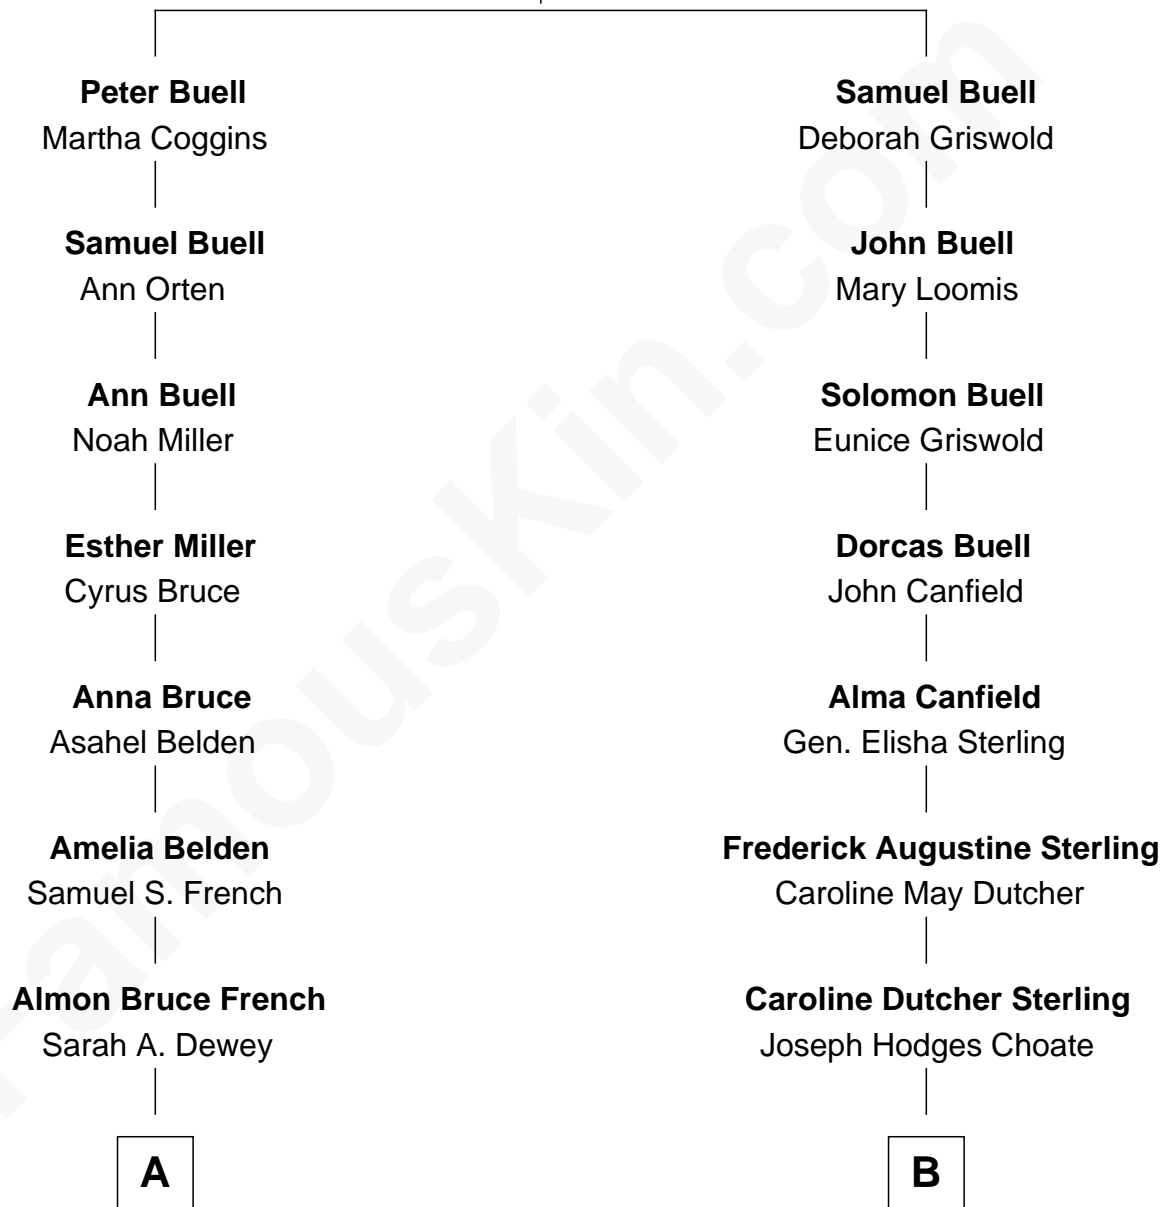 Peter Buell
Martha Coggins
Samuel Buell
Ann Orten
Ann Buell
Noah Miller
Esther Miller
Cyrus Bruce
Anna Bruce
Asahel Belden
Amelia Belden
Samuel S. French
Almon Bruce French
Sarah A. Dewey
A
Samuel Buell
Deborah Griswold
John Buell
Mary Loomis
Solomon Buell
Eunice Griswold
Dorcas Buell
John Canfield
Alma Canfield
Gen. Elisha Sterling
Frederick Augustine Sterling
Caroline May Dutcher
Caroline Dutcher Sterling
Joseph Hodges Choate
B
FamousKin.com